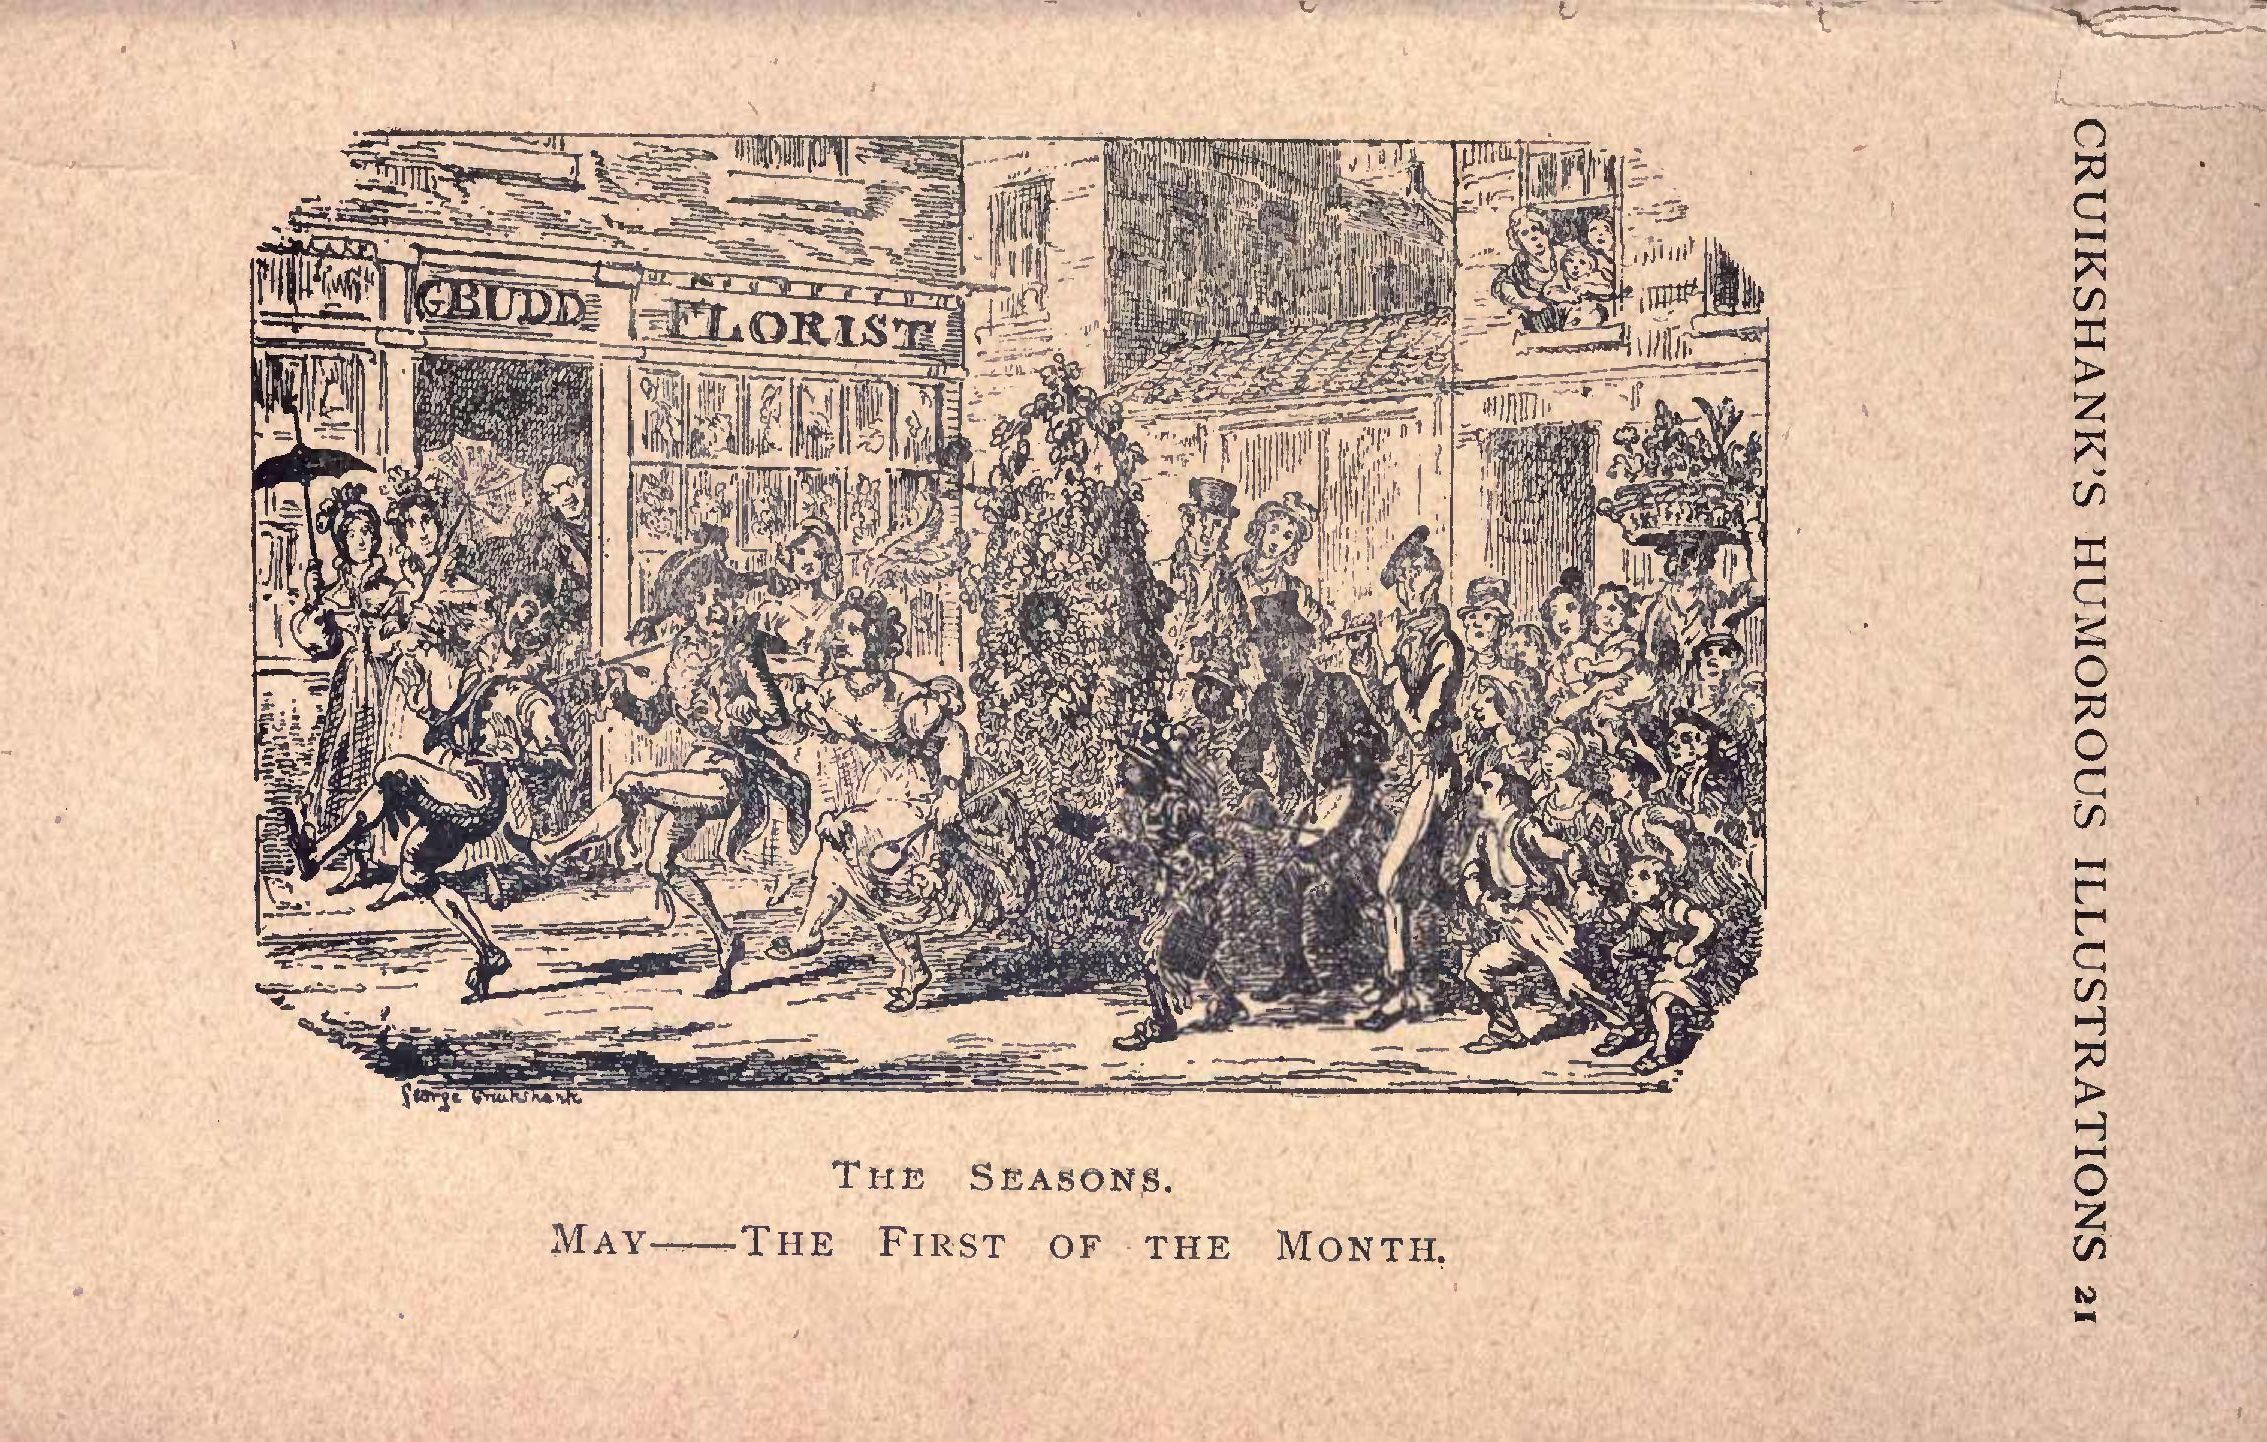 CRUIKSHANK'S HUMOROUS ILLUSTRATIONS 21
GBUDD
FLORIST
George Cruikshank
THE SEASONS.
MAY—THE FIRST OF THE MONTH.